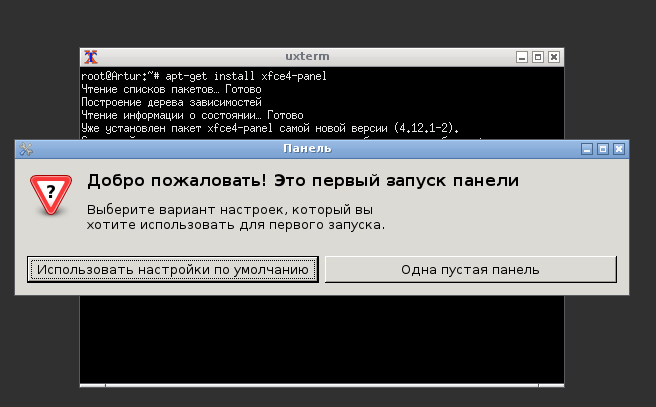 uxterm
root@Artur:~# apt-get install xfce4-panel
Чтение списков пакетов… Готово
Построение дерева зависимостей
Чтение информации о состоянии… Готово
Уже установлен пакет xfce4-panel самой новой версии (4.12.1-2).
Панель
Добро пожаловать! Это первый запуск панели
Выберите вариант настроек, который вы
хотите использовать для первого запуска.
Использовать настройки по умолчанию
Одна пустая панель